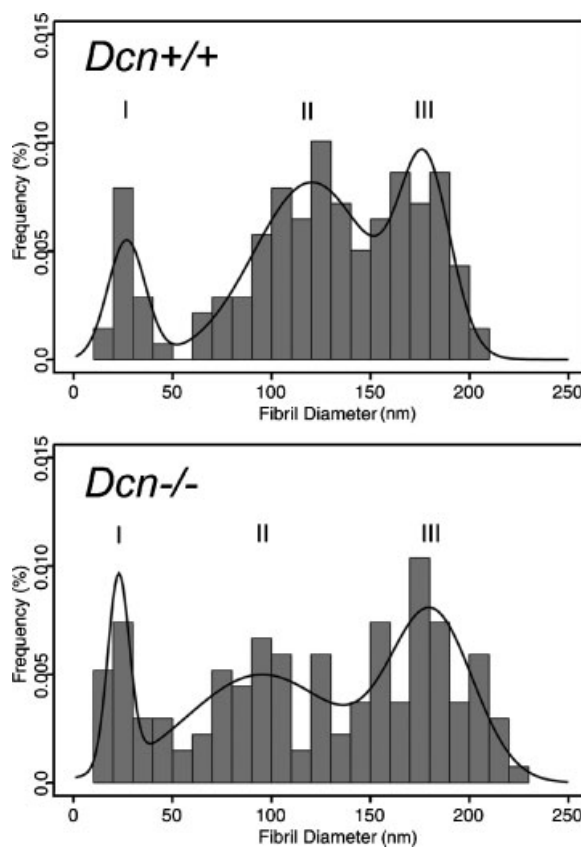 Dcn+/+
I II III
0.015
0.010
0.005
0.0
Frequency (%)
0 50 100 150 200 250
Fibril Diameter (nm)
Dcn-/-
I II III
0.015
0.010
0.005
0.0
Frequency (%)
0 50 100 150 200 250
Fibril Diameter (nm)